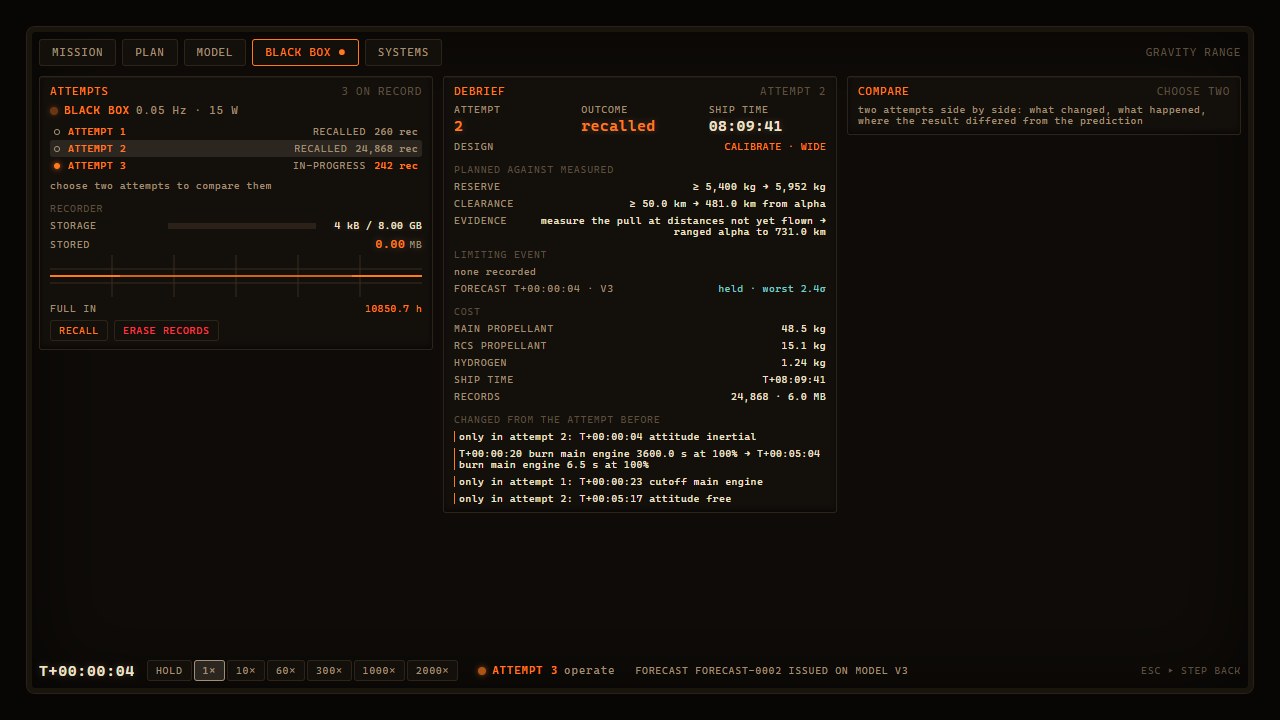 MISSION PLAN MODEL BLACK BOX ● SYSTEMS GRAVITY RANGE
ATTEMPTS 3 ON RECORD
BLACK BOX 0.05 Hz · 15 W
ATTEMPT 1 RECALLED 260 rec
ATTEMPT 2 RECALLED 24,868 rec
ATTEMPT 3 IN-PROGRESS 242 rec
choose two attempts to compare them
RECORDER
STORAGE 4 kB / 8.00 GB
STORED 0.00 MB
FULL IN 10850.7 h
RECALL ERASE RECORDS
DEBRIEF ATTEMPT 2
ATTEMPT OUTCOME SHIP TIME
2 recalled 08:09:41
DESIGN CALIBRATE · WIDE
PLANNED AGAINST MEASURED
RESERVE ≥ 5,400 kg → 5,952 kg
CLEARANCE ≥ 50.0 km → 481.0 km from alpha
EVIDENCE measure the pull at distances not yet flown →
ranged alpha to 731.0 km
LIMITING EVENT
none recorded
FORECAST T+00:00:04 · V3 held · worst 2.4σ
COST
MAIN PROPELLANT 48.5 kg
RCS PROPELLANT 15.1 kg
HYDROGEN 1.24 kg
SHIP TIME T+08:09:41
RECORDS 24,868 · 6.0 MB
CHANGED FROM THE ATTEMPT BEFORE
only in attempt 2: T+00:00:04 attitude inertial
T+00:00:20 burn main engine 3600.0 s at 100% → T+00:05:04
burn main engine 6.5 s at 100%
only in attempt 1: T+00:00:23 cutoff main engine
only in attempt 2: T+00:05:17 attitude free
COMPARE CHOOSE TWO
two attempts side by side: what changed, what happened,
where the result differed from the prediction
T+00:00:04 HOLD 1× 10× 60× 300× 1000× 2000× ATTEMPT 3 operate FORECAST FORECAST-0002 ISSUED ON MODEL V3 ESC ▸ STEP BACK